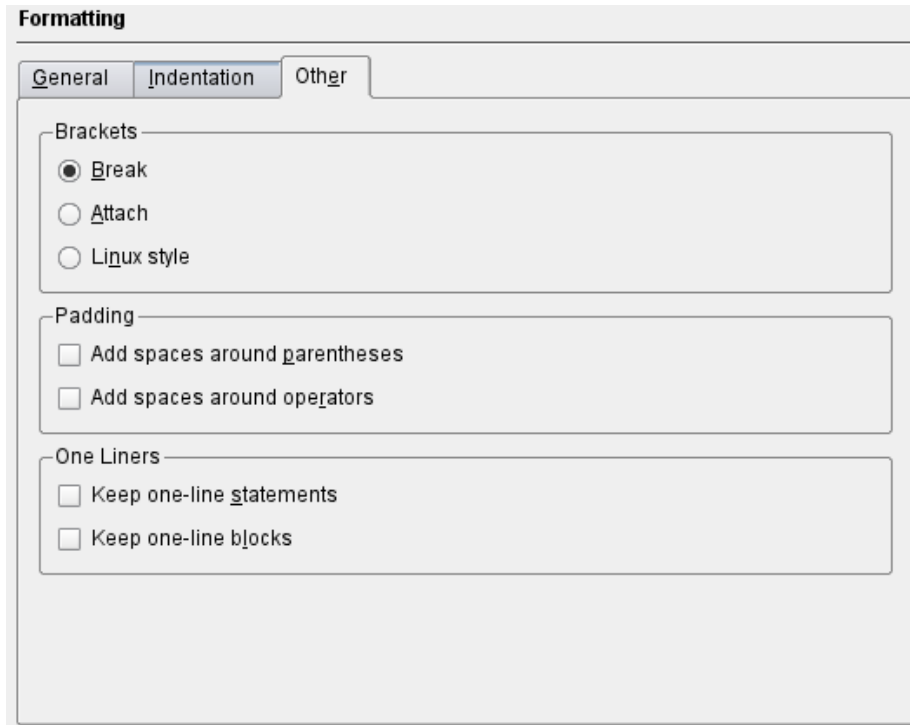 Formatting
General Indentation Other
Brackets
Break
Attach
Linux style
Padding
Add spaces around parentheses
Add spaces around operators
One Liners
Keep one-line statements
Keep one-line blocks